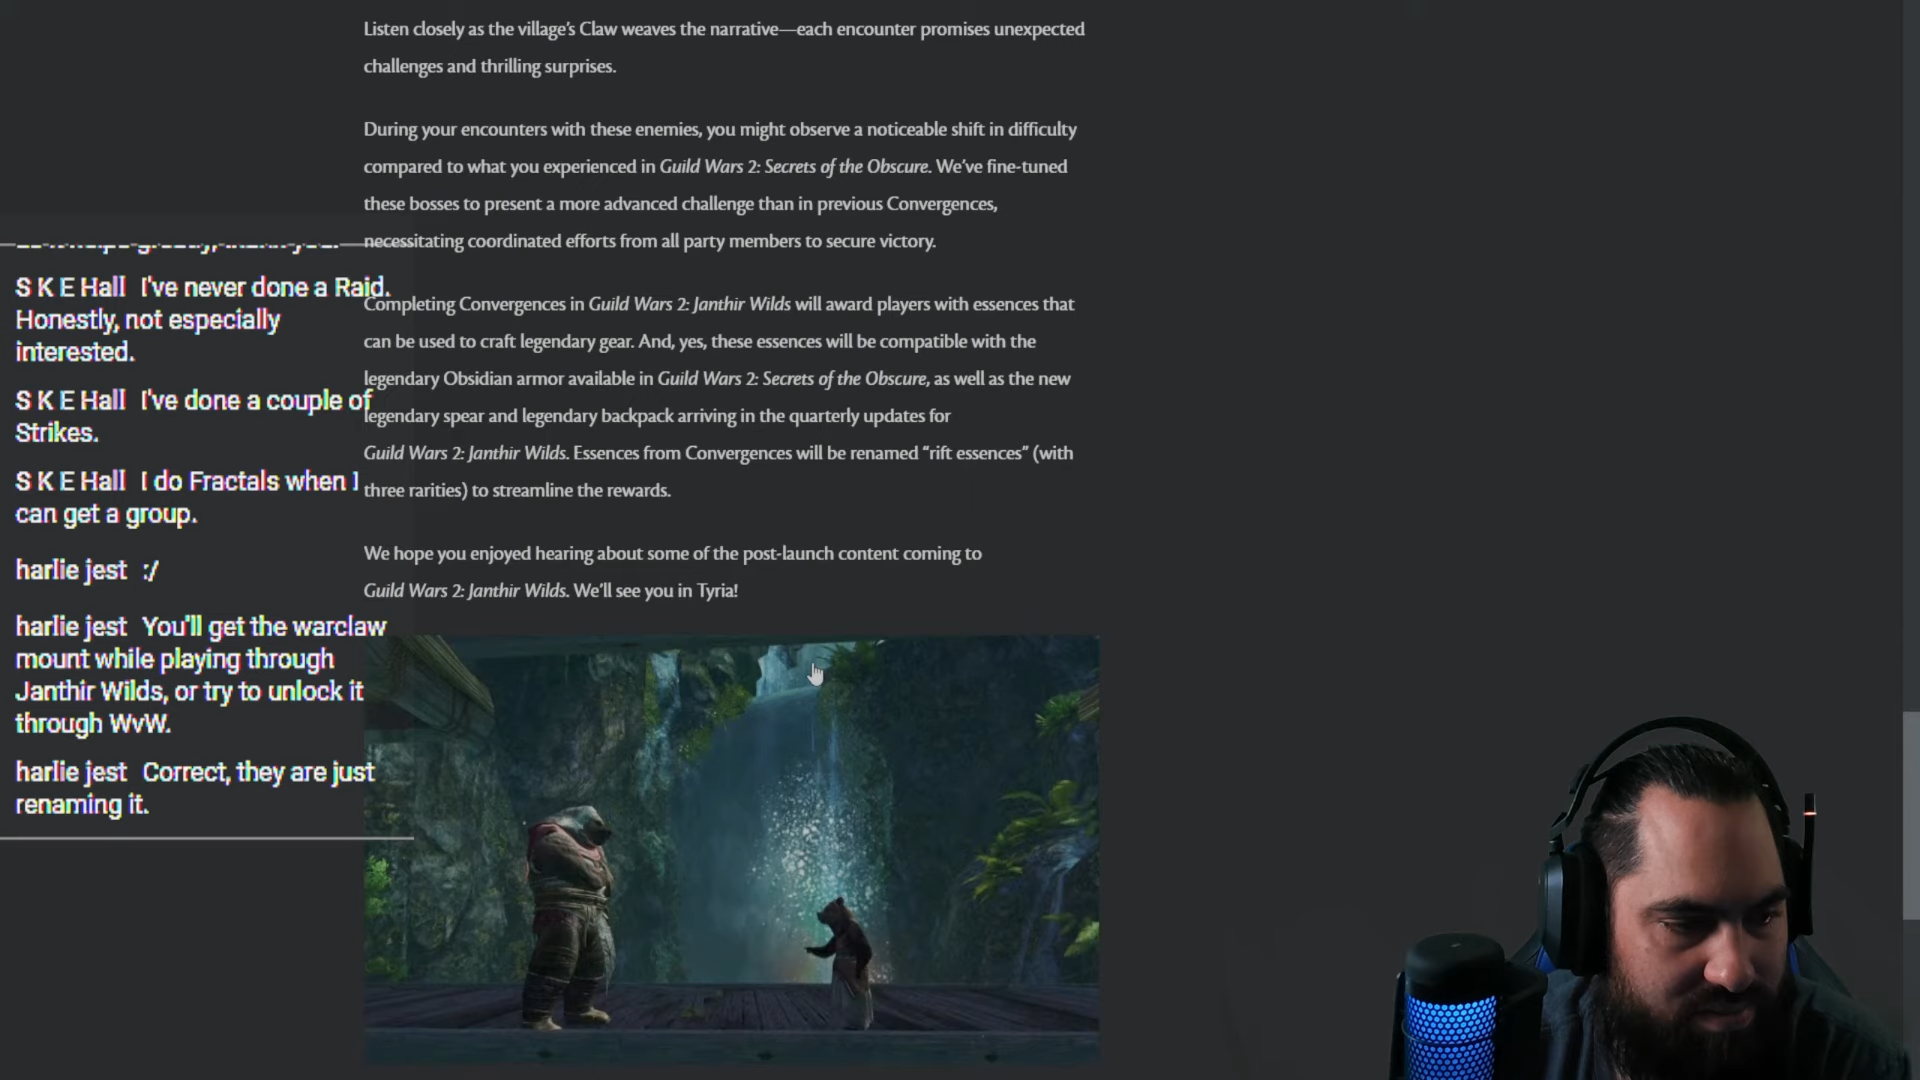 Listen closely as the village's Claw weaves the narrative—each encounter promises unexpected
challenges and thrilling surprises.
During your encounters with these enemies, you might observe a noticeable shift in difficulty
compared to what you experienced in Guild Wars 2: Secrets of the Obscure. We've fine-tuned
these bosses to present a more advanced challenge than in previous Convergences,
necessitating coordinated efforts from all party members to secure victory.
Completing Convergences in Guild Wars 2: Janthir Wilds will award players with essences that
can be used to craft legendary gear. And, yes, these essences will be compatible with the
legendary Obsidian armor available in Guild Wars 2: Secrets of the Obscure, as well as the new
legendary spear and legendary backpack arriving in the quarterly updates for
Guild Wars 2: Janthir Wilds. Essences from Convergences will be renamed “rift essences” (with
three rarities) to streamline the rewards.
We hope you enjoyed hearing about some of the post-launch content coming to
Guild Wars 2: Janthir Wilds. We'll see you in Tyria!
S K E Hall I've never done a Raid.
Honestly, not especially
interested.
S K E Hall I've done a couple of
Strikes.
S K E Hall I do Fractals when I
can get a group.
harlie jest :/
harlie jest You'll get the warclaw
mount while playing through
Janthir Wilds, or try to unlock it
through WvW.
harlie jest Correct, they are just
renaming it.